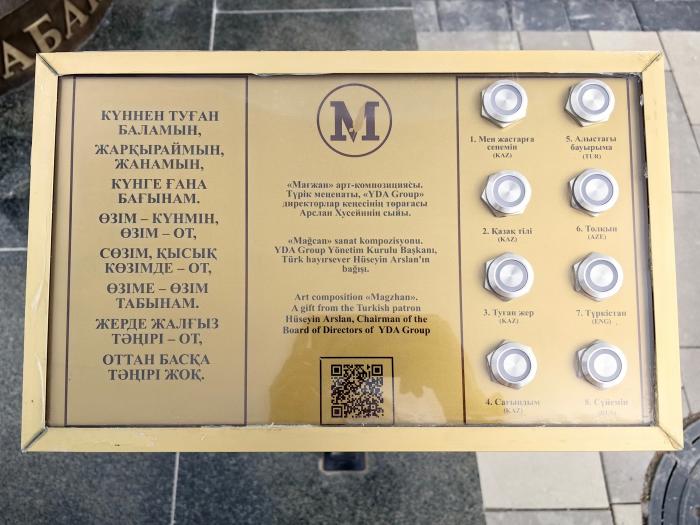 АБА
КҮННЕН ТУҒАН
БАЛАМЫН,
ЖАРҚЫРАЙМЫН,
ЖАНАМЫН,
КҮНГЕ ҒАНА
БАҒЫНАМ.
ӨЗІМ – КҮНМІН,
ӨЗІМ – ОТ,
СӨЗІМ, ҚЫСЫҚ
КӨЗІМДЕ – ОТ,
ӨЗІМЕ – ӨЗІМ
ТАБЫНАМ.
ЖЕРДЕ ЖАЛҒЫЗ
ТӘҢІРІ – ОТ,
ОТТАН БАСҚА
ТӘҢІРІ ЖОҚ.
М
«Мағжан» арт-композициясы.
Түрік меценаты, «YDA Group»
директорлар кеңесінің төрағасы
Арслан Хусейннің сыйы.
«Mağcan» sanat kompozisyonu.
YDA Group Yönetim Kurulu Başkanı,
Türk hayırsever Hüseyin Arslan'ın
bağışı.
Art composition «Magzhan».
A gift from the Turkish patron
Hüseyin Arslan, Chairman of the
Board of Directors of YDA Group
1. Мен жастарға
сенемін
(KAZ)
2. Қазақ тілі
(KAZ)
3. Туған жер
(KAZ)
4. Сағындым
(KAZ)
5. Алыстағы
бауырыма
(TUR)
6. Толқын
(AZE)
7. Түркістан
(ENG)
8. Сүйемін
(RUS)